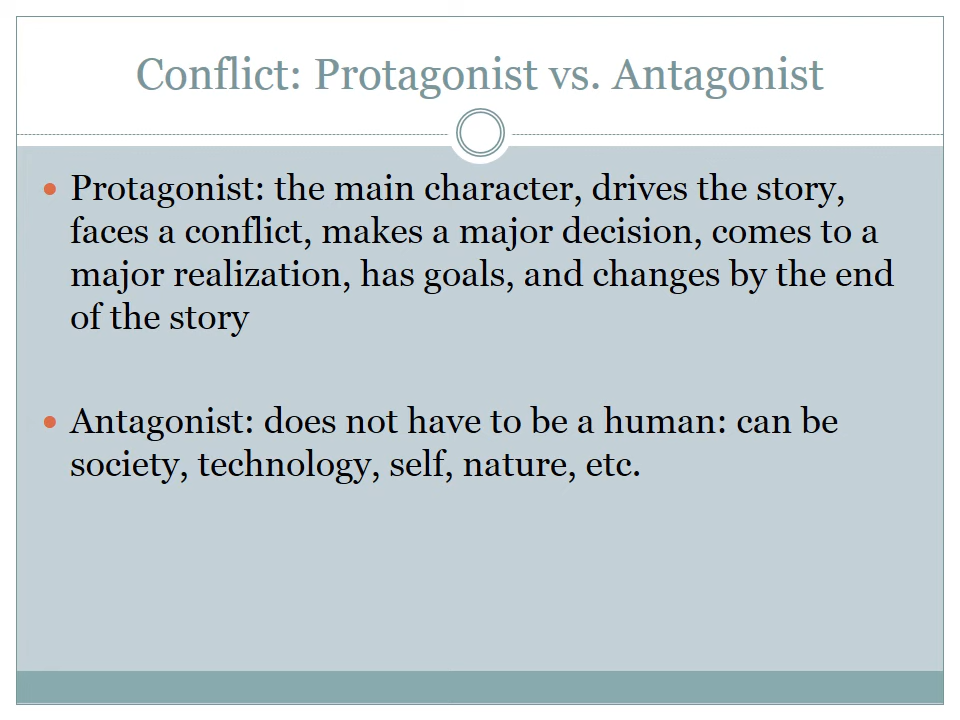 Conflict: Protagonist vs. Antagonist
• Protagonist: the main character, drives the story,
faces a conflict, makes a major decision, comes to a
major realization, has goals, and changes by the end
of the story
• Antagonist: does not have to be a human: can be
society, technology, self, nature, etc.